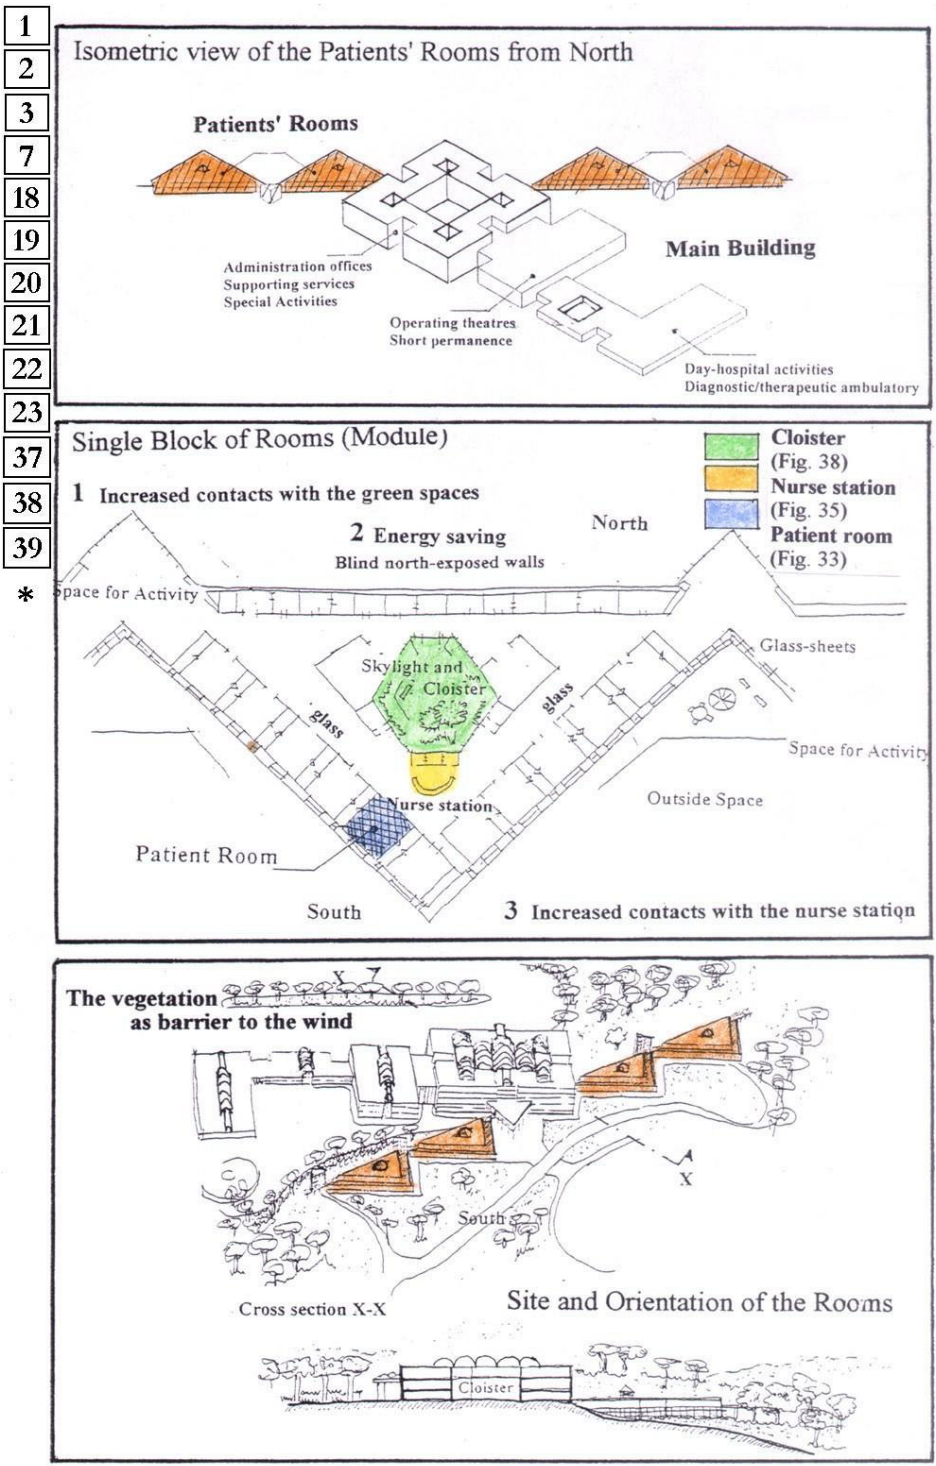 1
2
3
7
18
19
20
21
22
23
37
38
39
*
Isometric view of the Patients' Rooms from North
Patients' Rooms
Main Building
Administration offices
Supporting services
Special Activities
Operating theatres
Short permanence
Day-hospital activities
Diagnostic/therapeutic ambulatory
Single Block of Rooms (Module)
Cloister
(Fig. 38)
Nurse station
(Fig. 35)
Patient room
(Fig. 33)
1 Increased contacts with the green spaces
North
2 Energy saving
Blind north-exposed walls
Space for Activity
Glass-sheets
Skylight and
Cloister
glass
glass
Space for Activity
Nurse station
Outside Space
Patient Room
South
3 Increased contacts with the nurse station
X
The vegetation
as barrier to the wind
X
South
Cross section X-X
Site and Orientation of the Rooms
Cloister